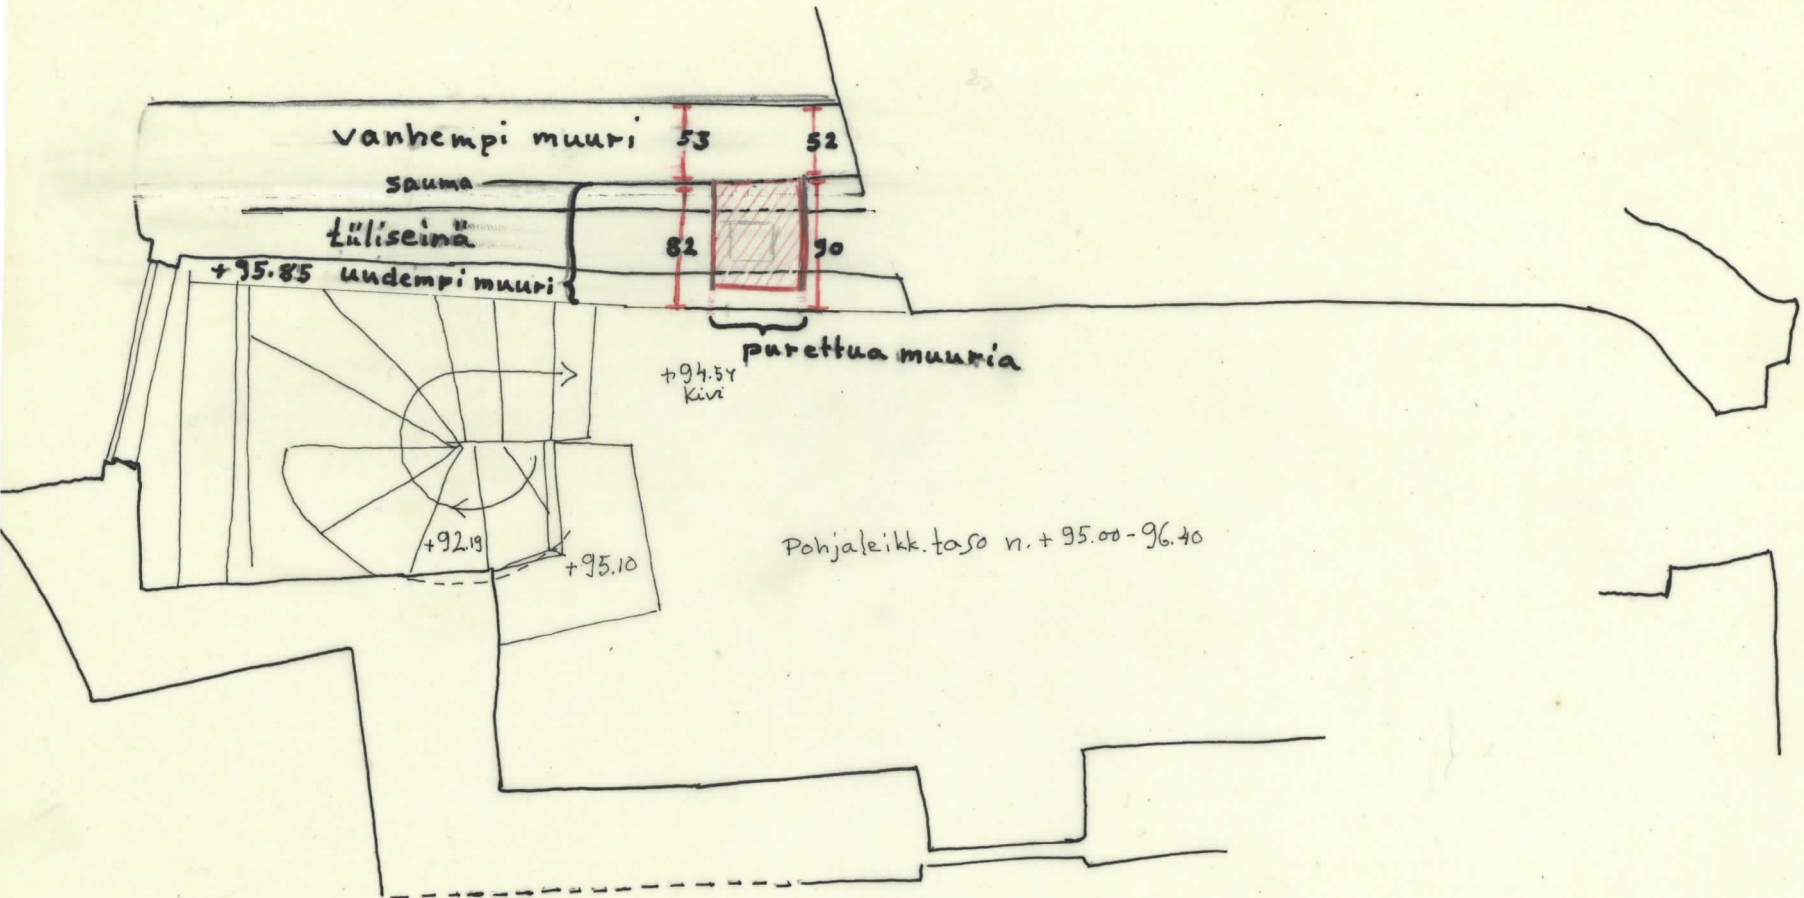 vanhempi muuri
53
52
sauma
tiiliseinä
82
90
+95.85 uudempi muuri
purettua muuria
+94.54
Kivi
+92.19
+95.10
Pohjaleikk. taso n. + 95.00 - 96.40